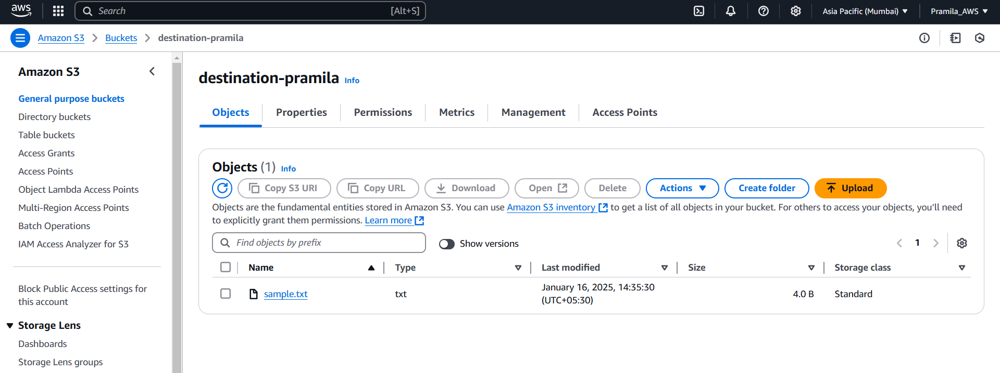 aws
Search [Alt+S]
Asia Pacific (Mumbai)
Pramila_AWS
Amazon S3
Buckets
destination-pramila
Amazon S3
General purpose buckets
Directory buckets
Table buckets
Access Grants
Access Points
Object Lambda Access Points
Multi-Region Access Points
Batch Operations
IAM Access Analyzer for S3
Block Public Access settings for
this account
Storage Lens
Dashboards
Storage Lens groups
destination-pramila Info
Objects
Properties
Permissions
Metrics
Management
Access Points
Objects (1) Info
Copy S3 URI
Copy URL
Download
Open
Delete
Actions
Create folder
Upload
Objects are the fundamental entities stored in Amazon S3. You can use Amazon S3 inventory to get a list of all objects in your bucket. For others to access your objects, you’ll need
to explicitly grant them permissions. Learn more
Find objects by prefix
Show versions
1
Name
Type
Last modified
Size
Storage class
sample.txt
txt
January 16, 2025, 14:35:30
(UTC+05:30)
4.0 B
Standard